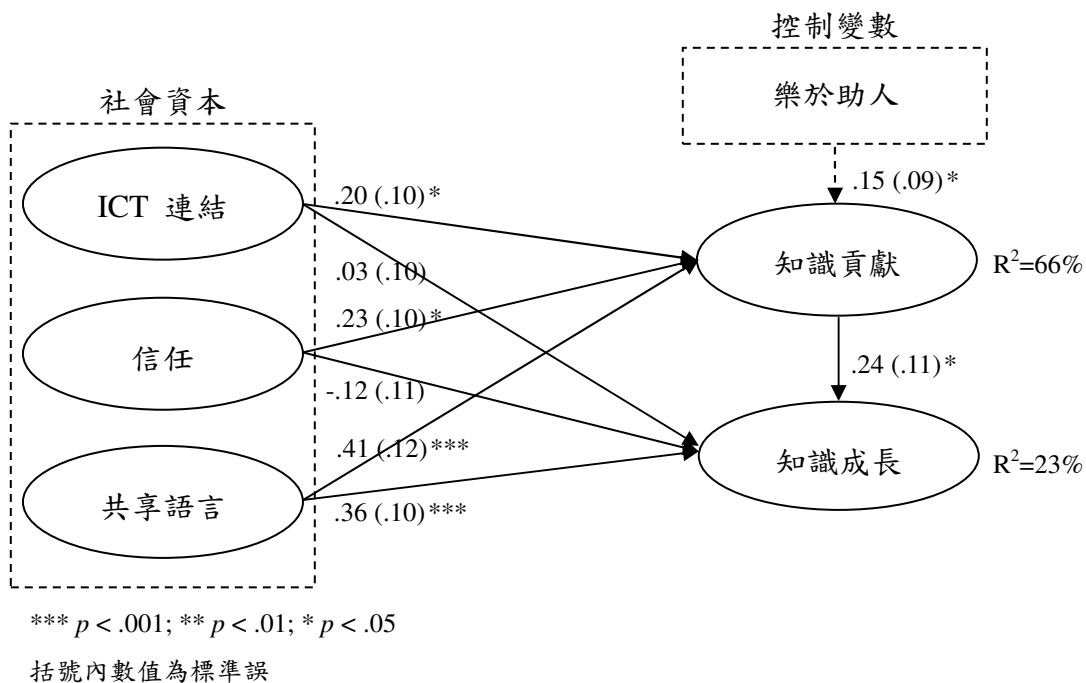 控制變數
樂於助人
社會資本
ICT 連結
.20 (.10)*
.15 (.09)*
知識貢獻
R²=66%
.03 (.10)
.23 (.10)*
信任
-.12 (.11)
.24 (.11)*
.41 (.12)***
知識成長
R²=23%
共享語言
.36 (.10)***
*** p < .001; ** p < .01; * p < .05
括號內數值為標準誤